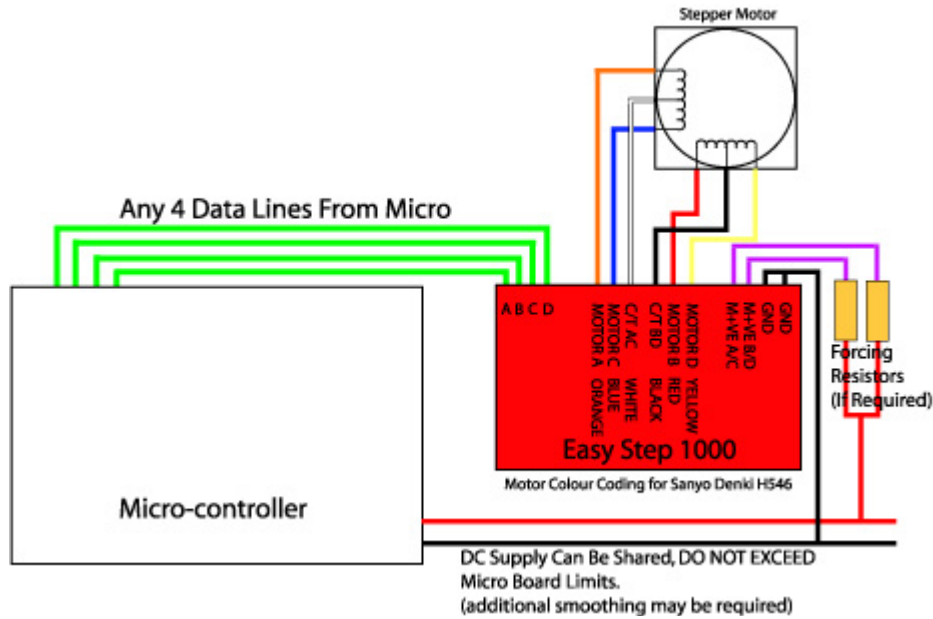 Stepper Motor
Any 4 Data Lines From Micro
A B C D
MOTOR A ORANGE
MOTOR C BLUE
C/T AC WHITE
C/T BD BLACK
MOTOR B RED
MOTOR D YELLOW
M+VE A/C
M+VE B/D
GND
GND
Forcing
Resistors
(If Required)
Easy Step 1000
Motor Colour Coding for Sanyo Denki H546
Micro-controller
DC Supply Can Be Shared, DO NOT EXCEED
Micro Board Limits.
(additional smoothing may be required)